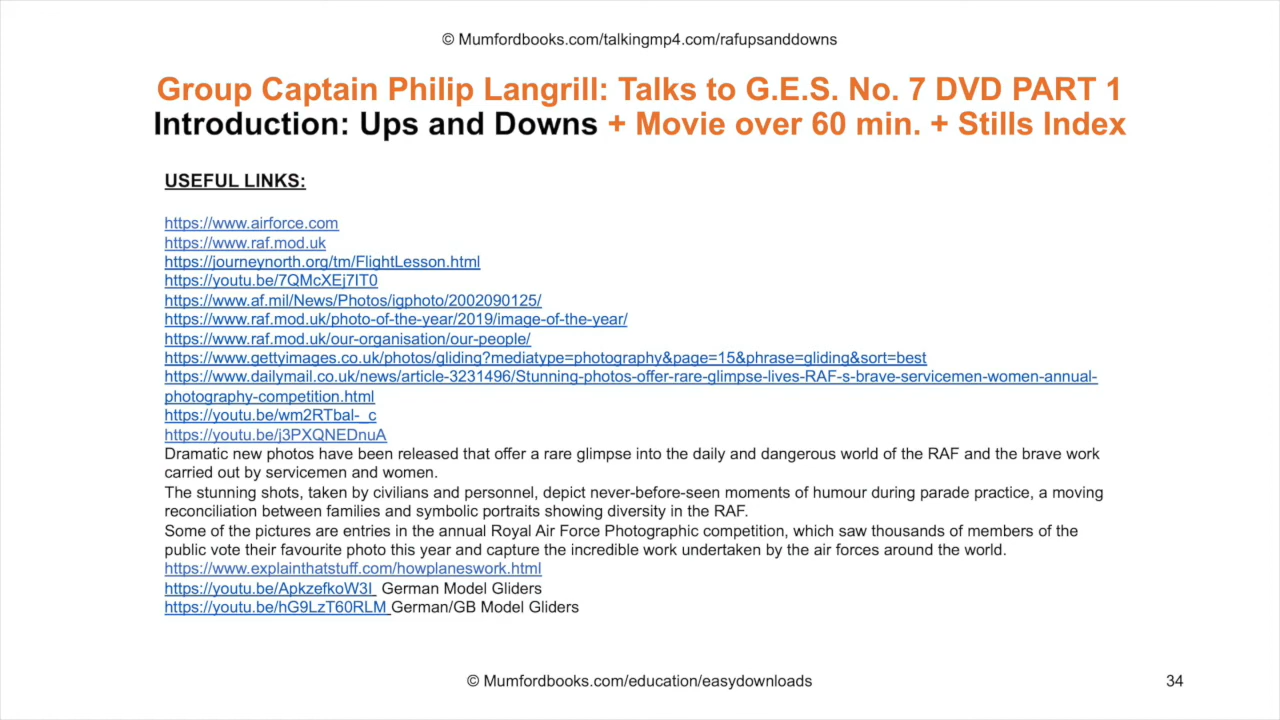 © Mumfordbooks.com/talkingmp4.com/rafupsanddowns
Group Captain Philip Langrill: Talks to G.E.S. No. 7 DVD PART 1
Introduction: Ups and Downs + Movie over 60 min. + Stills Index
USEFUL LINKS:
https://www.airforce.com
https://www.raf.mod.uk
https://journeynorth.org/tm/FlightLesson.html
https://youtu.be/7QMcXEj7IT0
https://www.af.mil/News/Photos/igphoto/2002090125/
https://www.raf.mod.uk/photo-of-the-year/2019/image-of-the-year/
https://www.raf.mod.uk/our-organisation/our-people/
https://www.gettyimages.co.uk/photos/gliding?mediatype=photography&page=15&phrase=gliding&sort=best
https://www.dailymail.co.uk/news/article-3231496/Stunning-photos-offer-rare-glimpse-lives-RAF-s-brave-servicemen-women-annual-
photography-competition.html
https://youtu.be/wm2RTbal-_c
https://youtu.be/j3PXQNEDnuA
Dramatic new photos have been released that offer a rare glimpse into the daily and dangerous world of the RAF and the brave work
carried out by servicemen and women.
The stunning shots, taken by civilians and personnel, depict never-before-seen moments of humour during parade practice, a moving
reconciliation between families and symbolic portraits showing diversity in the RAF.
Some of the pictures are entries in the annual Royal Air Force Photographic competition, which saw thousands of members of the
public vote their favourite photo this year and capture the incredible work undertaken by the air forces around the world.
https://www.explainthatstuff.com/howplaneswork.html
https://youtu.be/ApkzefkoW3I German Model Gliders
https://youtu.be/hG9LzT60RLM German/GB Model Gliders
© Mumfordbooks.com/education/easydownloads
34